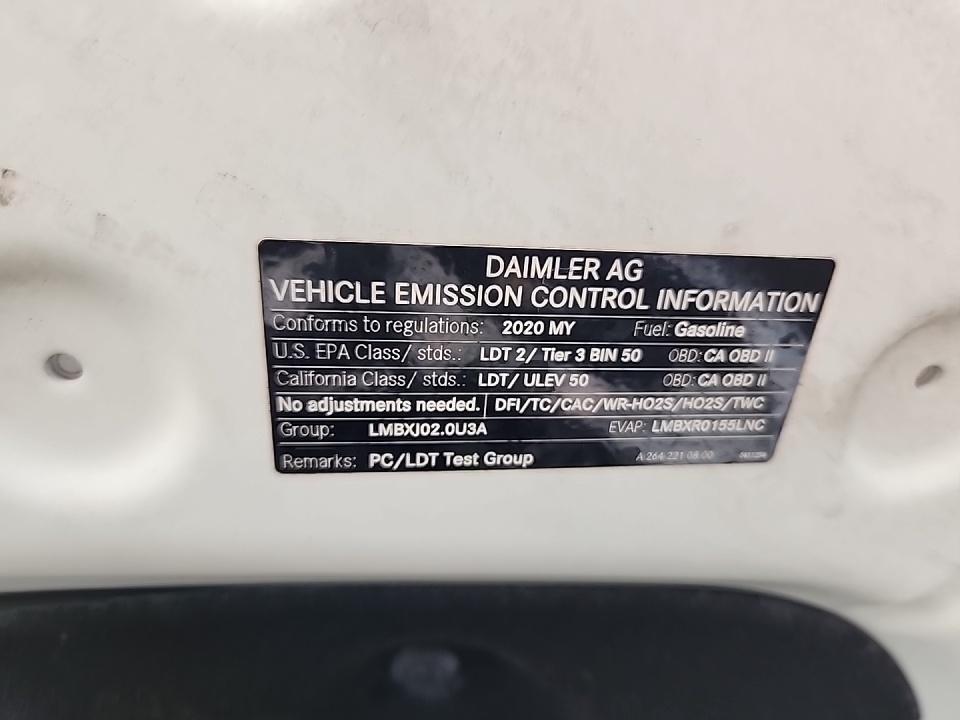 DAIMLER AG
VEHICLE EMISSION CONTROL INFORMATION
Conforms to regulations: 2020 MY Fuel: Gasoline
U.S. EPA Class/ stds.: LDT 2/ Tier 3 BIN 50 OBD: CA OBD II
California Class/ stds.: LDT/ ULEV 50 OBD: CA OBD II
No adjustments needed. DFI/TC/CAC/WR-HO2S/HO2S/TWC
Group: LMBXJ02.0U3A EVAP: LMBXR0155LNC
Remarks: PC/LDT Test Group A 264 221 08 00